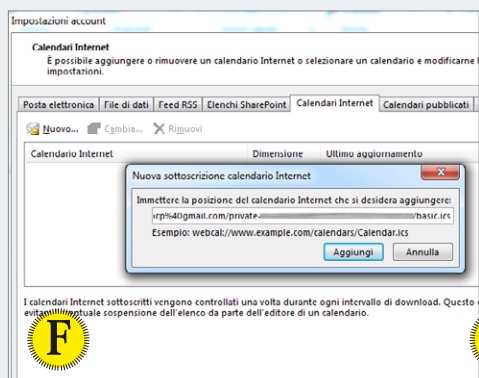 Impostazioni account
Calendari Internet
È possibile aggiungere o rimuovere un calendario Internet o selezionare un calendario e modificarne l
impostazioni.
Posta elettronica File di dati Feed RSS Elenchi SharePoint Calendari Internet Calendari pubblicati
Nuovo... Cambia... Rimuovi
Calendario Internet Dimensione Ultimo aggiornamento
Nuova sottoscrizione calendario Internet
Immettere la posizione del calendario Internet che si desidera aggiungere:
icp%40gmail.com/private- /basic.ics
Esempio: webcal://www.example.com/calendars/Calendar.ics
Aggiungi Annulla
I calendari Internet sottoscritti vengono controllati una volta durante ogni intervallo di download. Questo
sospensione dell'elenco da parte dell'editore di un calendario.
F